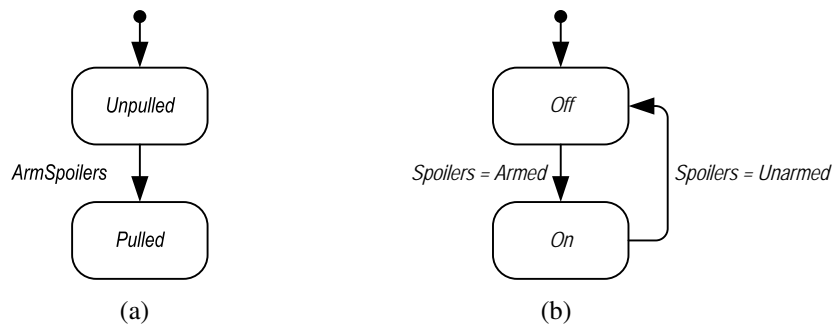 Unpulled
ArmSpoilers
Pulled
(a)
Off
Spoilers = Armed
Spoilers = Unarmed
On
(b)